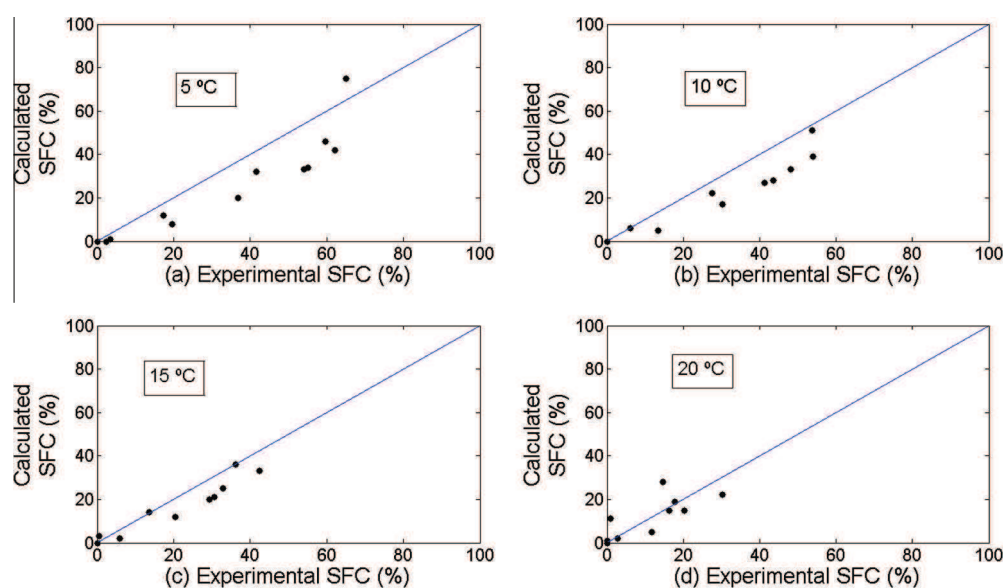 100
80
60
40
20
0
Calculated
SFC (%)
5 ºC
0 20 40 60 80 100
(a) Experimental SFC (%)
100
80
60
40
20
0
Calculated
SFC (%)
10 ºC
0 20 40 60 80 100
(b) Experimental SFC (%)
100
80
60
40
20
0
Calculated
SFC (%)
15 ºC
0 20 40 60 80 100
(c) Experimental SFC (%)
100
80
60
40
20
0
Calculated
SFC (%)
20 ºC
0 20 40 60 80 100
(d) Experimental SFC (%)